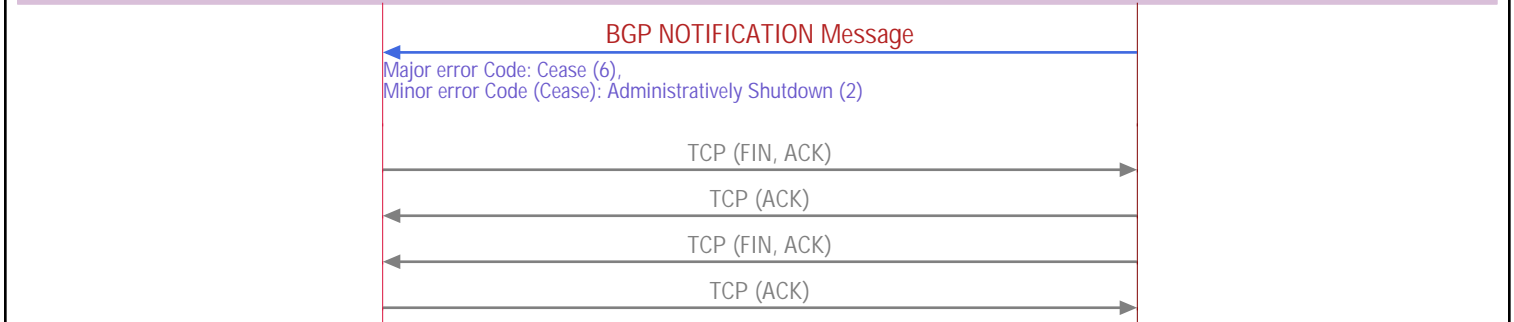 BGP NOTIFICATION Message
Major error Code: Cease (6),
Minor error Code (Cease): Administratively Shutdown (2)
TCP (FIN, ACK)
TCP (ACK)
TCP (FIN, ACK)
TCP (ACK)